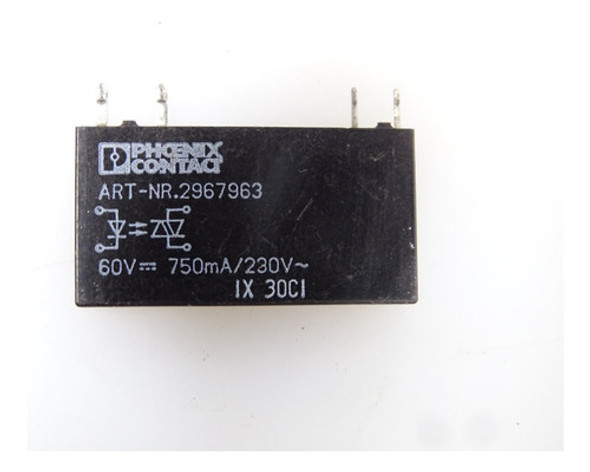 PHOENIX
CONTACT
ART-NR.2967963
60V⎓ 750mA/230V~
IX 30CI